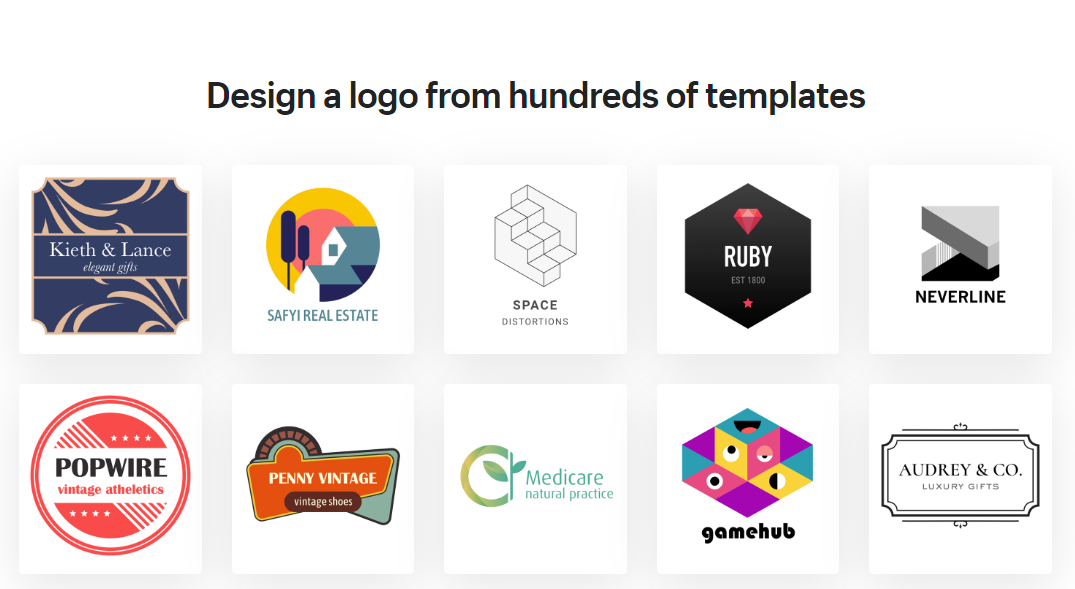 Design a logo from hundreds of templates
Kieth & Lance
elegant gifts
SAFYI REAL ESTATE
SPACE
DISTORTIONS
RUBY
EST 1800
NEVERLINE
POPWIRE
vintage atheletics
PENNY VINTAGE
vintage shoes
Medicare
natural practice
gamehub
AUDREY & CO.
LUXURY GIFTS